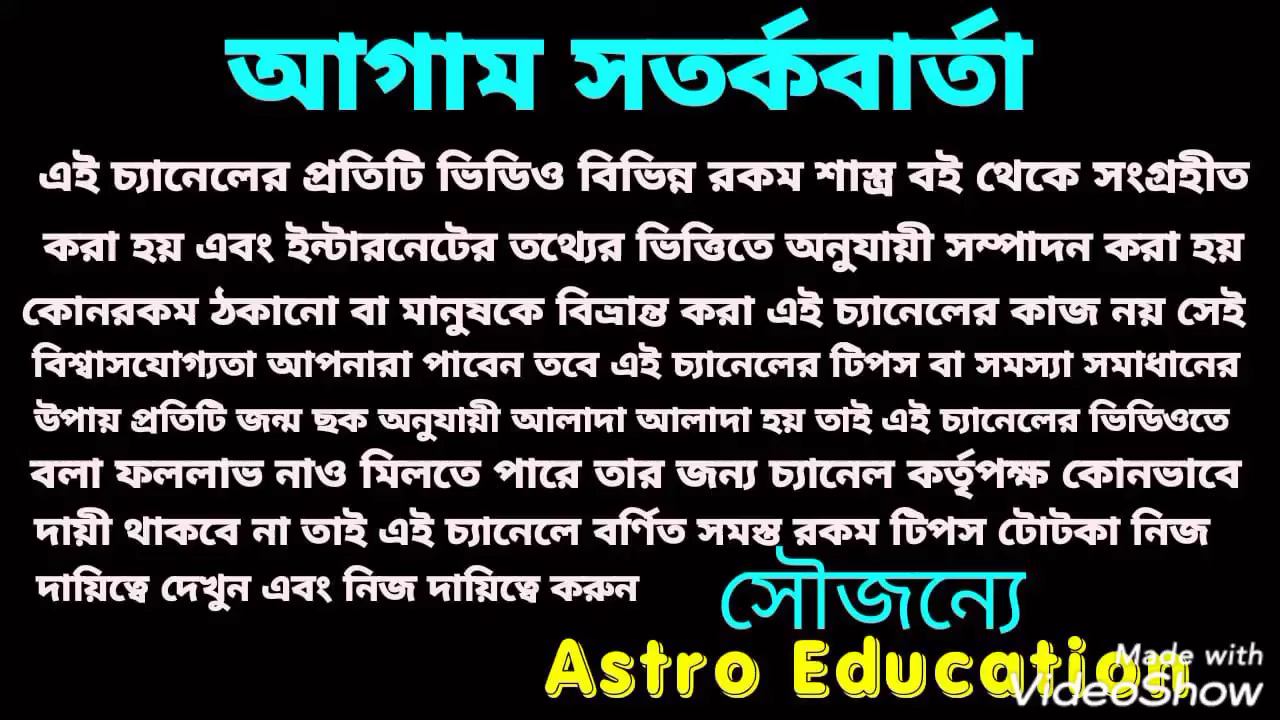 আগাম সতর্কবার্তা
এই চ্যানেলের প্রতিটি ভিডিও বিভিন্ন রকম শাস্ত্র বই থেকে সংগ্রহীত
করা হয় এবং ইন্টারনেটের তথ্যের ভিত্তিতে অনুযায়ী সম্পাদন করা হয়
কোনরকম ঠকানো বা মানুষকে বিভ্রান্ত করা এই চ্যানেলের কাজ নয় সেই
বিশ্বাসযোগ্যতা আপনারা পাবেন তবে এই চ্যানেলের টিপস বা সমস্যা সমাধানের
উপায় প্রতিটি জন্ম ছক অনুযায়ী আলাদা আলাদা হয় তাই এই চ্যানেলের ভিডিওতে
বলা ফললাভ নাও মিলতে পারে তার জন্য চ্যানেল কর্তৃপক্ষ কোনভাবে
দায়ী থাকবে না তাই এই চ্যানেলে বর্ণিত সমস্ত রকম টিপস টোটকা নিজ
দায়িত্বে দেখুন এবং নিজ দায়িত্বে করুন
সৌজন্যে
Astro Education
Made with
VideoShow